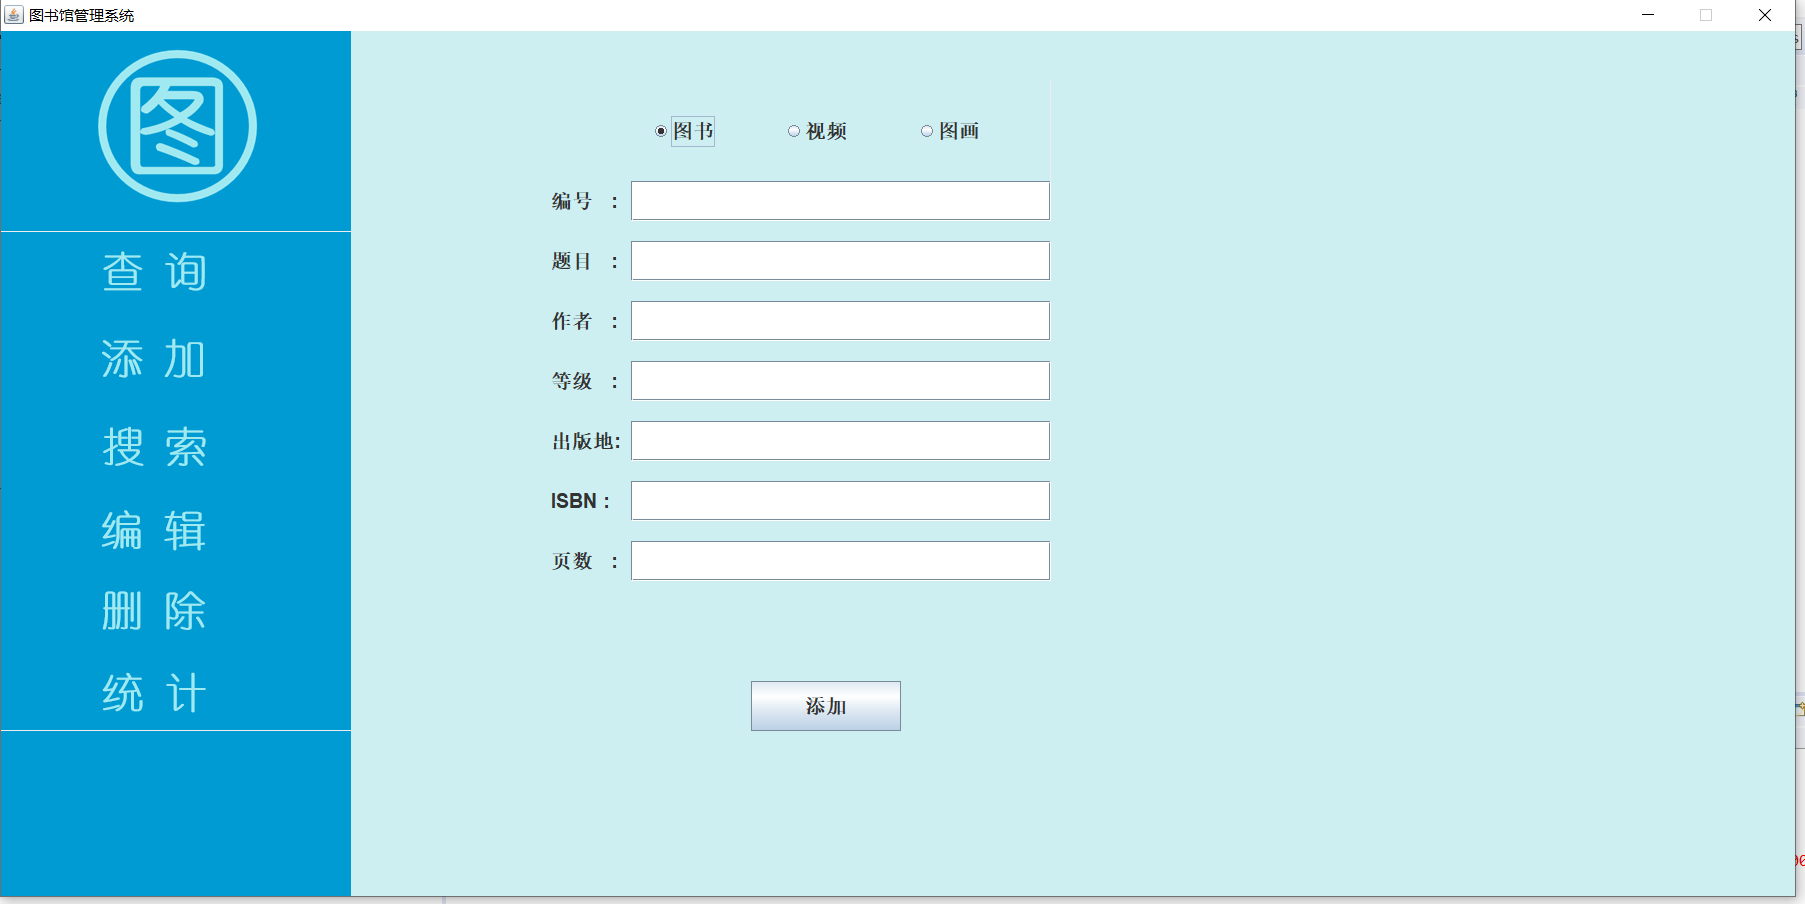 图书馆管理系统
图
查询
添加
搜索
编辑
删除
统计
图书 视频 图画
编号 :
题目 :
作者 :
等级 :
出版地:
ISBN :
页数 :
添加